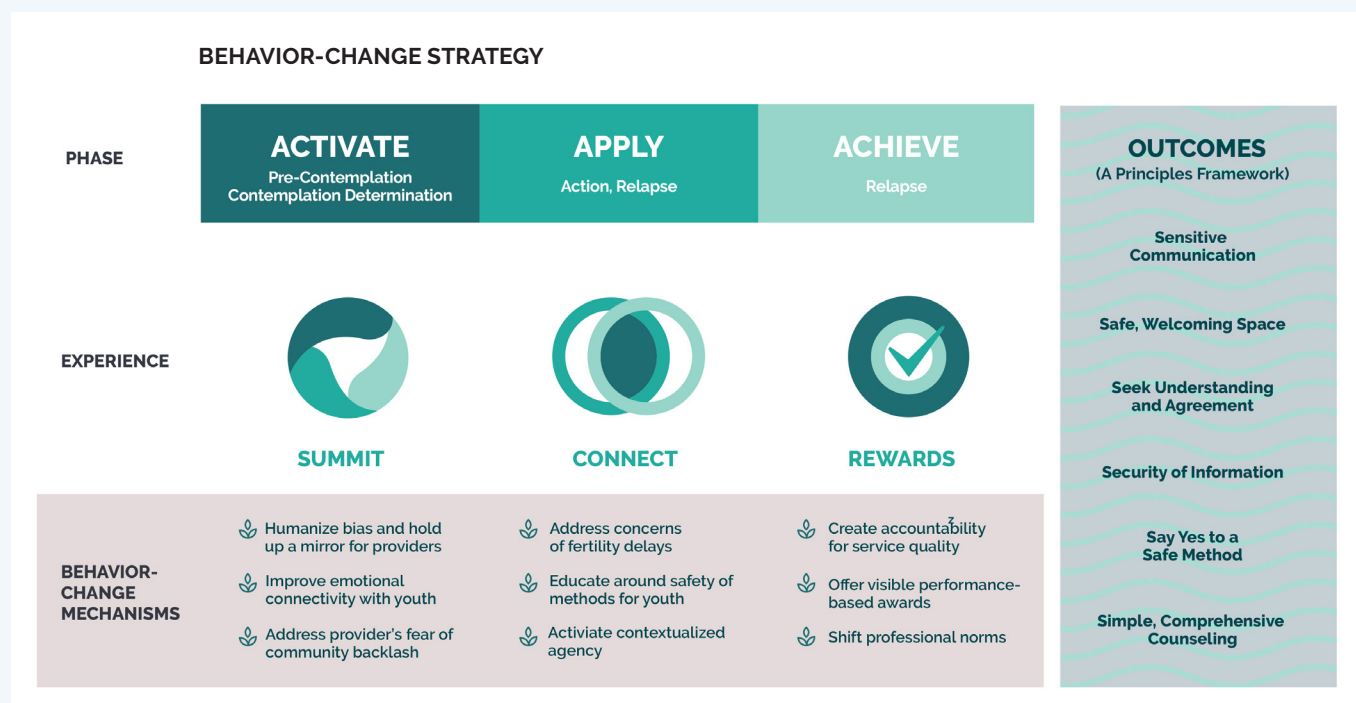 BEHAVIOR-CHANGE STRATEGY
PHASE
ACTIVATE
Pre-Contemplation
Contemplation Determination
APPLY
Action, Relapse
ACHIEVE
Relapse
EXPERIENCE
SUMMIT
CONNECT
REWARDS
BEHAVIOR-
CHANGE
MECHANISMS
Humanize bias and hold
up a mirror for providers
Improve emotional
connectivity with youth
Address provider's fear of
community backlash
Address concerns
of fertility delays
Educate around safety of
methods for youth
Activiate contextualized
agency
z
Create accountability
for service quality
Offer visible performance-
based awards
Shift professional norms
OUTCOMES
(A Principles Framework)
Sensitive
Communication
Safe, Welcoming Space
Seek Understanding
and Agreement
Security of Information
Say Yes to a
Safe Method
Simple, Comprehensive
Counseling